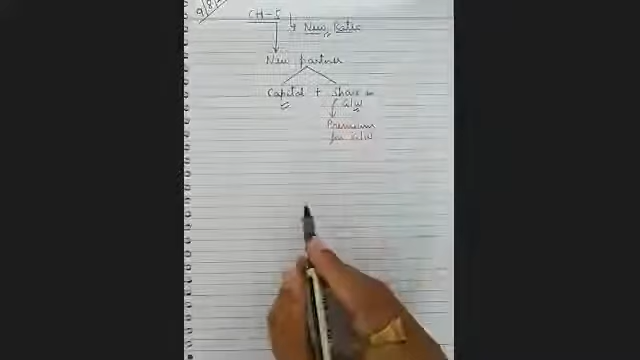 CH-5
New Ratio
New partner
Capital + Share in
G/W
Premium
for G/W